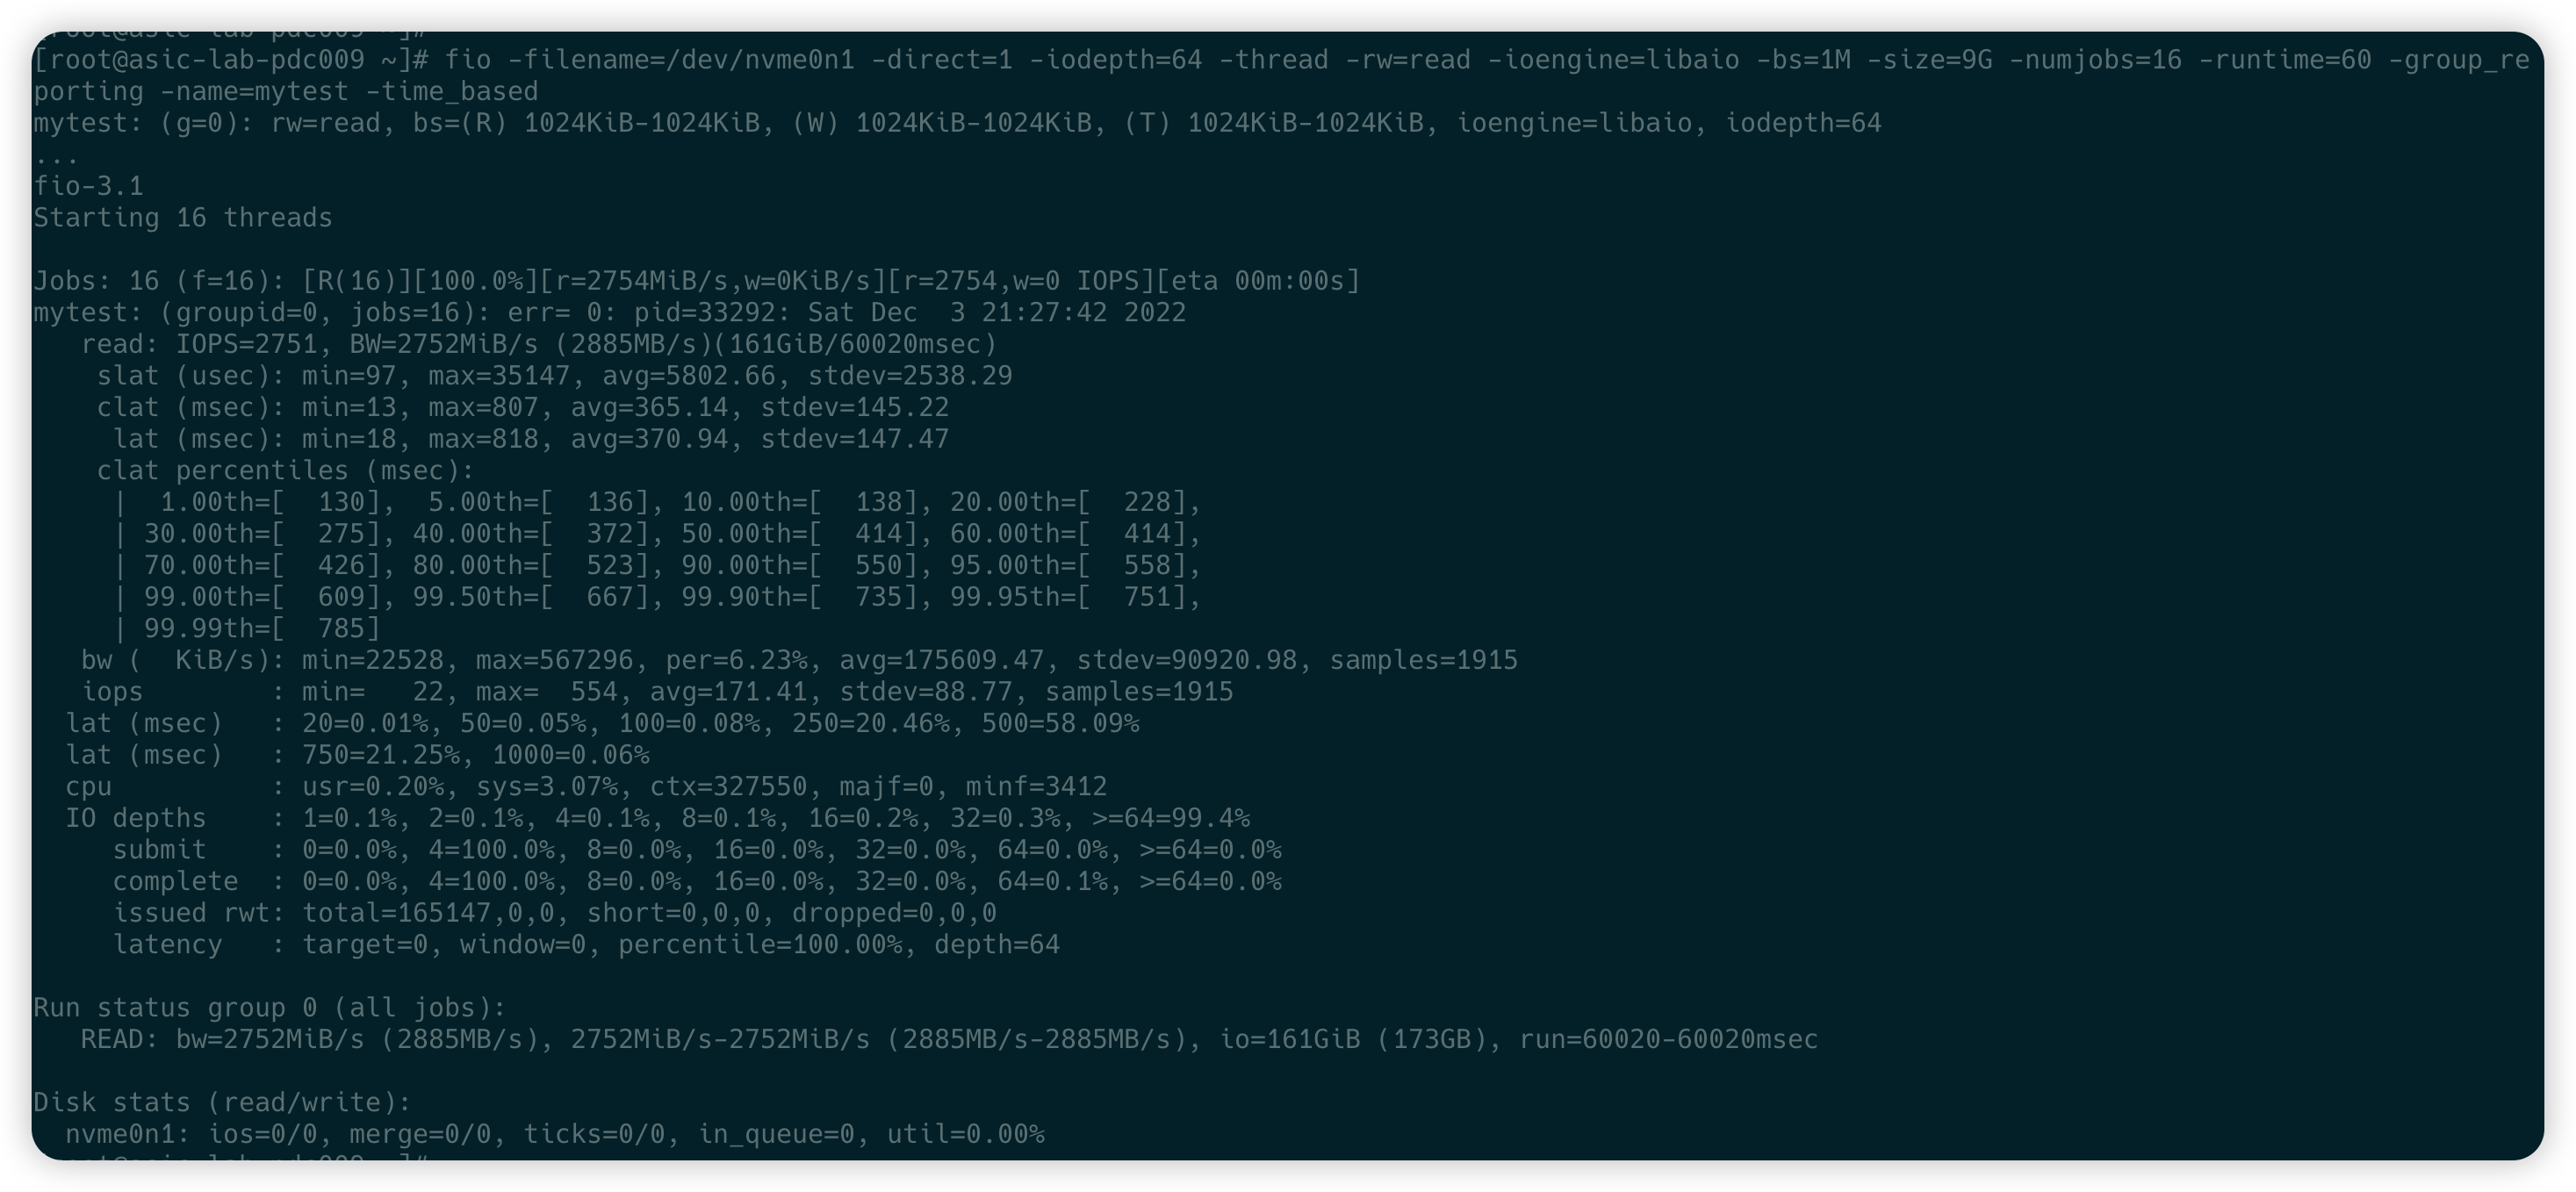 [root@asic-lab-pdc009 ~]#
[root@asic-lab-pdc009 ~]# fio -filename=/dev/nvme0n1 -direct=1 -iodepth=64 -thread -rw=read -ioengine=libaio -bs=1M -size=9G -numjobs=16 -runtime=60 -group_re
porting -name=mytest -time_based
mytest: (g=0): rw=read, bs=(R) 1024KiB-1024KiB, (W) 1024KiB-1024KiB, (T) 1024KiB-1024KiB, ioengine=libaio, iodepth=64
...
fio-3.1
Starting 16 threads
Jobs: 16 (f=16): [R(16)][100.0%][r=2754MiB/s,w=0KiB/s][r=2754,w=0 IOPS][eta 00m:00s]
mytest: (groupid=0, jobs=16): err= 0: pid=33292: Sat Dec  3 21:27:42 2022
   read: IOPS=2751, BW=2752MiB/s (2885MB/s)(161GiB/60020msec)
    slat (usec): min=97, max=35147, avg=5802.66, stdev=2538.29
    clat (msec): min=13, max=807, avg=365.14, stdev=145.22
     lat (msec): min=18, max=818, avg=370.94, stdev=147.47
    clat percentiles (msec):
     |  1.00th=[  130],  5.00th=[  136], 10.00th=[  138], 20.00th=[  228],
     | 30.00th=[  275], 40.00th=[  372], 50.00th=[  414], 60.00th=[  414],
     | 70.00th=[  426], 80.00th=[  523], 90.00th=[  550], 95.00th=[  558],
     | 99.00th=[  609], 99.50th=[  667], 99.90th=[  735], 99.95th=[  751],
     | 99.99th=[  785]
   bw (  KiB/s): min=22528, max=567296, per=6.23%, avg=175609.47, stdev=90920.98, samples=1915
   iops        : min=   22, max=  554, avg=171.41, stdev=88.77, samples=1915
  lat (msec)   : 20=0.01%, 50=0.05%, 100=0.08%, 250=20.46%, 500=58.09%
  lat (msec)   : 750=21.25%, 1000=0.06%
  cpu          : usr=0.20%, sys=3.07%, ctx=327550, majf=0, minf=3412
  IO depths    : 1=0.1%, 2=0.1%, 4=0.1%, 8=0.1%, 16=0.2%, 32=0.3%, >=64=99.4%
     submit    : 0=0.0%, 4=100.0%, 8=0.0%, 16=0.0%, 32=0.0%, 64=0.0%, >=64=0.0%
     complete  : 0=0.0%, 4=100.0%, 8=0.0%, 16=0.0%, 32=0.0%, 64=0.1%, >=64=0.0%
     issued rwt: total=165147,0,0, short=0,0,0, dropped=0,0,0
     latency   : target=0, window=0, percentile=100.00%, depth=64
Run status group 0 (all jobs):
   READ: bw=2752MiB/s (2885MB/s), 2752MiB/s-2752MiB/s (2885MB/s-2885MB/s), io=161GiB (173GB), run=60020-60020msec
Disk stats (read/write):
  nvme0n1: ios=0/0, merge=0/0, ticks=0/0, in_queue=0, util=0.00%
root@asic-lab-pdc009 ~]#